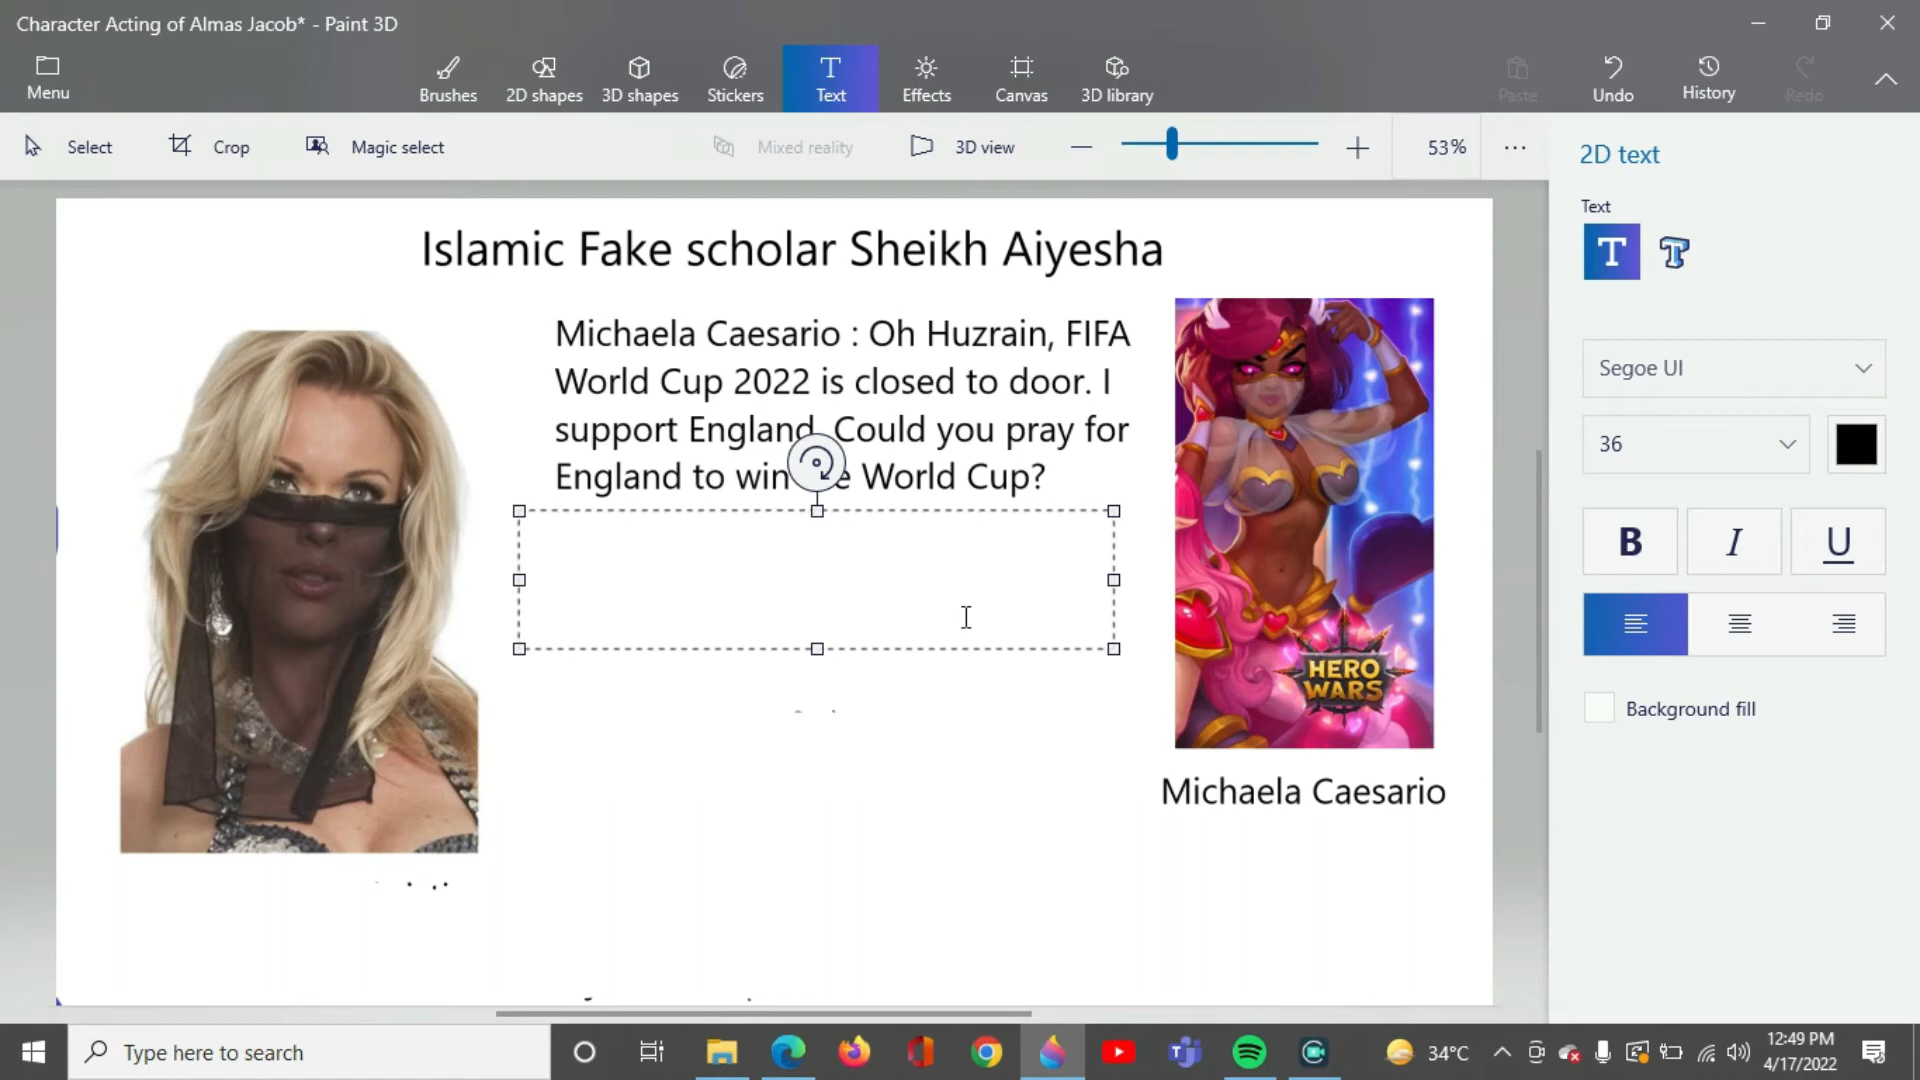 Character Acting of Almas Jacob* - Paint 3D
Menu
Brushes
2D shapes
3D shapes
Stickers
Text
Effects
Canvas
3D library
Paste
Undo
History
Redo
Select
Crop
Magic select
Mixed reality
3D view
53%
2D text
Text
Segoe UI
36
B
I
U
Background fill
Islamic Fake scholar Sheikh Aiyesha
Michaela Caesario : Oh Huzrain, FIFA
World Cup 2022 is closed to door. I
support England. Could you pray for
England to win World Cup?
HERO
WARS
Michaela Caesario
Type here to search
34°C
12:49 PM
4/17/2022